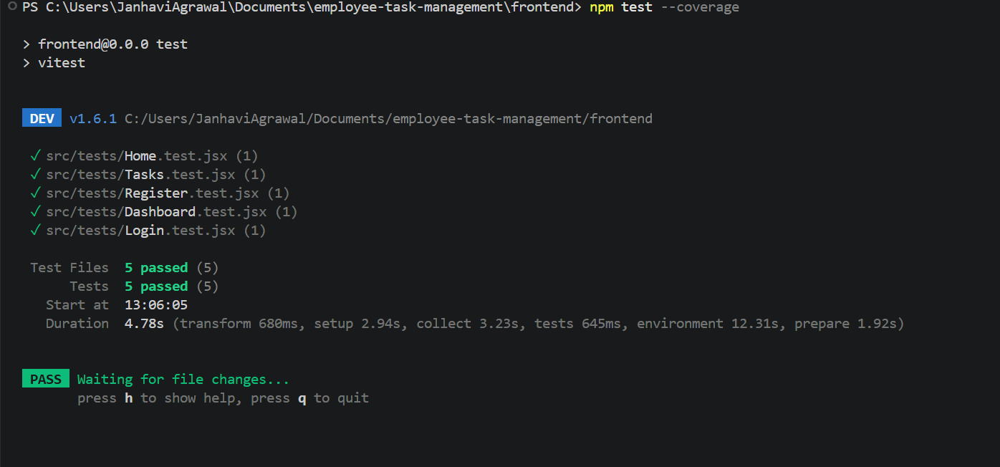 PS C:\Users\JanhaviAgrawal\Documents\employee-task-management\frontend> npm test --coverage
> frontend@0.0.0 test
> vitest
DEV v1.6.1 C:/Users/JanhaviAgrawal/Documents/employee-task-management/frontend
✓ src/tests/Home.test.jsx (1)
✓ src/tests/Tasks.test.jsx (1)
✓ src/tests/Register.test.jsx (1)
✓ src/tests/Dashboard.test.jsx (1)
✓ src/tests/Login.test.jsx (1)
Test Files 5 passed (5)
Tests 5 passed (5)
Start at 13:06:05
Duration 4.78s (transform 680ms, setup 2.94s, collect 3.23s, tests 645ms, environment 12.31s, prepare 1.92s)
PASS Waiting for file changes...
press h to show help, press q to quit